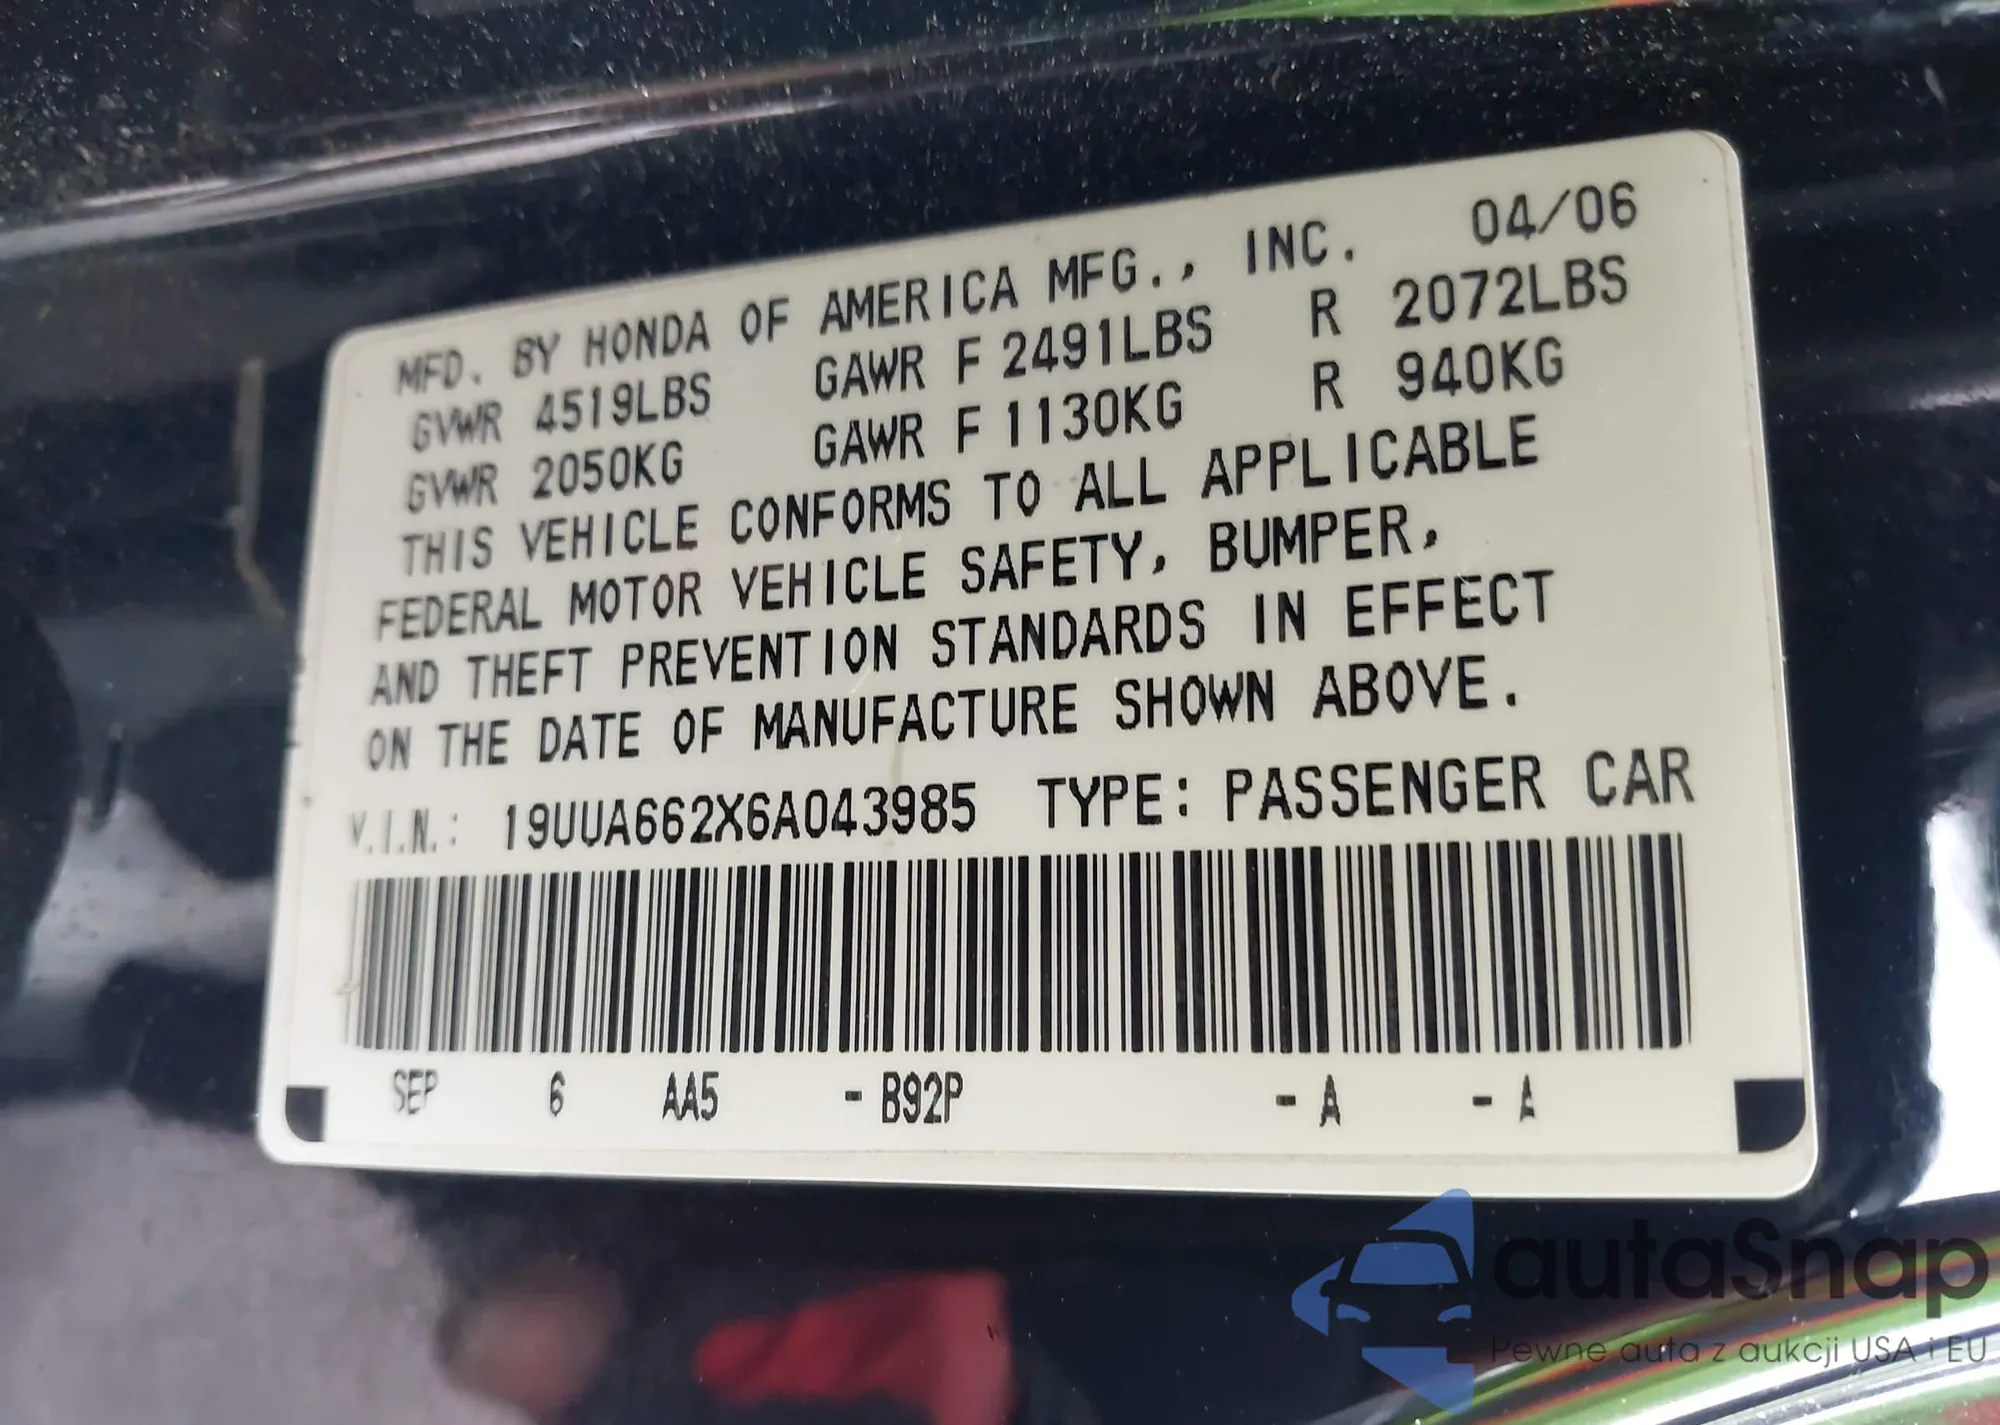 MFD. BY HONDA OF AMERICA MFG., INC. 04/06
GVWR 4519LBS GAWR F 2491LBS R 2072LBS
GVWR 2050KG GAWR F 1130KG R 940KG
THIS VEHICLE CONFORMS TO ALL APPLICABLE
FEDERAL MOTOR VEHICLE SAFETY, BUMPER,
AND THEFT PREVENTION STANDARDS IN EFFECT
ON THE DATE OF MANUFACTURE SHOWN ABOVE.
V.I.N.: 19UUA662X6A043985 TYPE: PASSENGER CAR
SEP 6 AA5 - B92P - A - A
autaSnap
Pewne auta z aukcji USA i EU